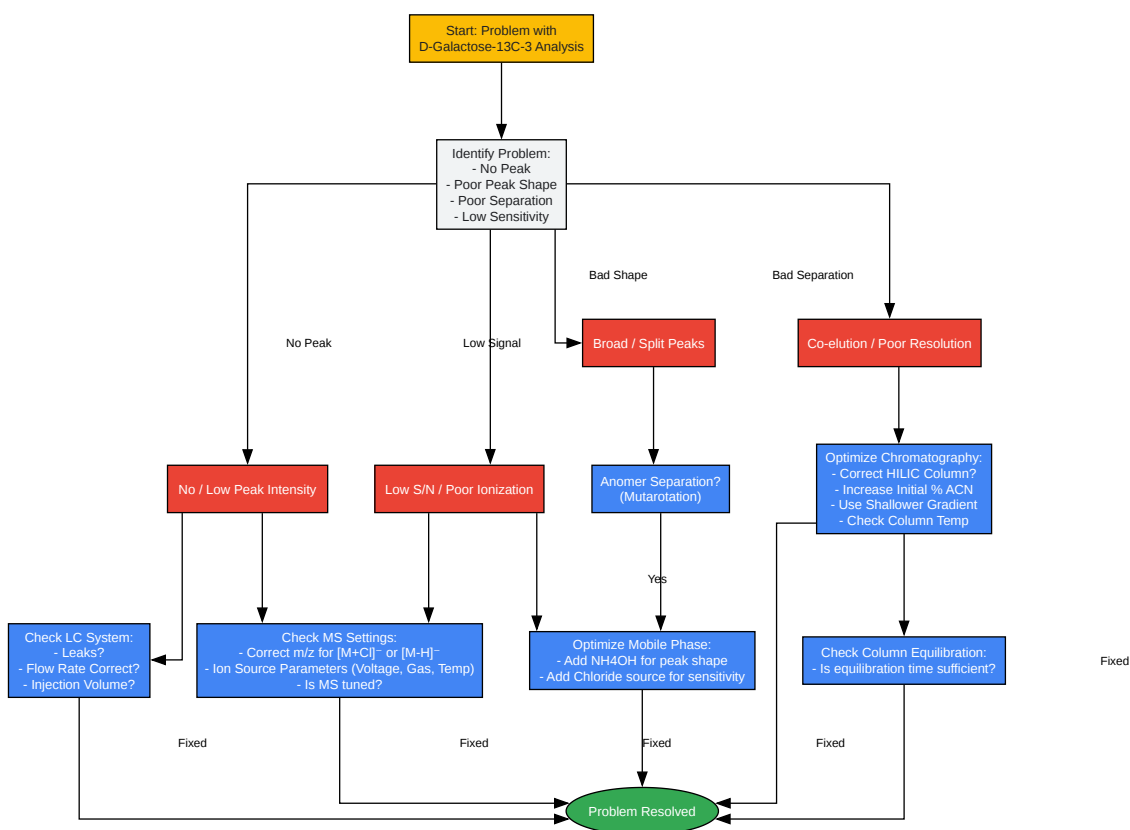 Start: Problem with
D-Galactose-13C-3 Analysis
Identify Problem:
- No Peak
- Poor Peak Shape
- Poor Separation
- Low Sensitivity
Bad Shape
Bad Separation
No Peak
Low Signal
Broad / Split Peaks
Co-elution / Poor Resolution
No / Low Peak Intensity
Low S/N / Poor Ionization
Anomer Separation?
(Mutarotation)
Optimize Chromatography:
- Correct HILIC Column?
- Increase Initial % ACN
- Use Shallower Gradient
- Check Column Temp
Yes
Check LC System:
- Leaks?
- Flow Rate Correct?
- Injection Volume?
Check MS Settings:
- Correct m/z for [M+Cl]⁻ or [M-H]⁻
- Ion Source Parameters (Voltage, Gas, Temp)
- Is MS tuned?
Optimize Mobile Phase:
- Add NH4OH for peak shape
- Add Chloride source for sensitivity
Check Column Equilibration:
- Is equilibration time sufficient?
Fixed
Fixed
Fixed
Fixed
Fixed
Problem Resolved